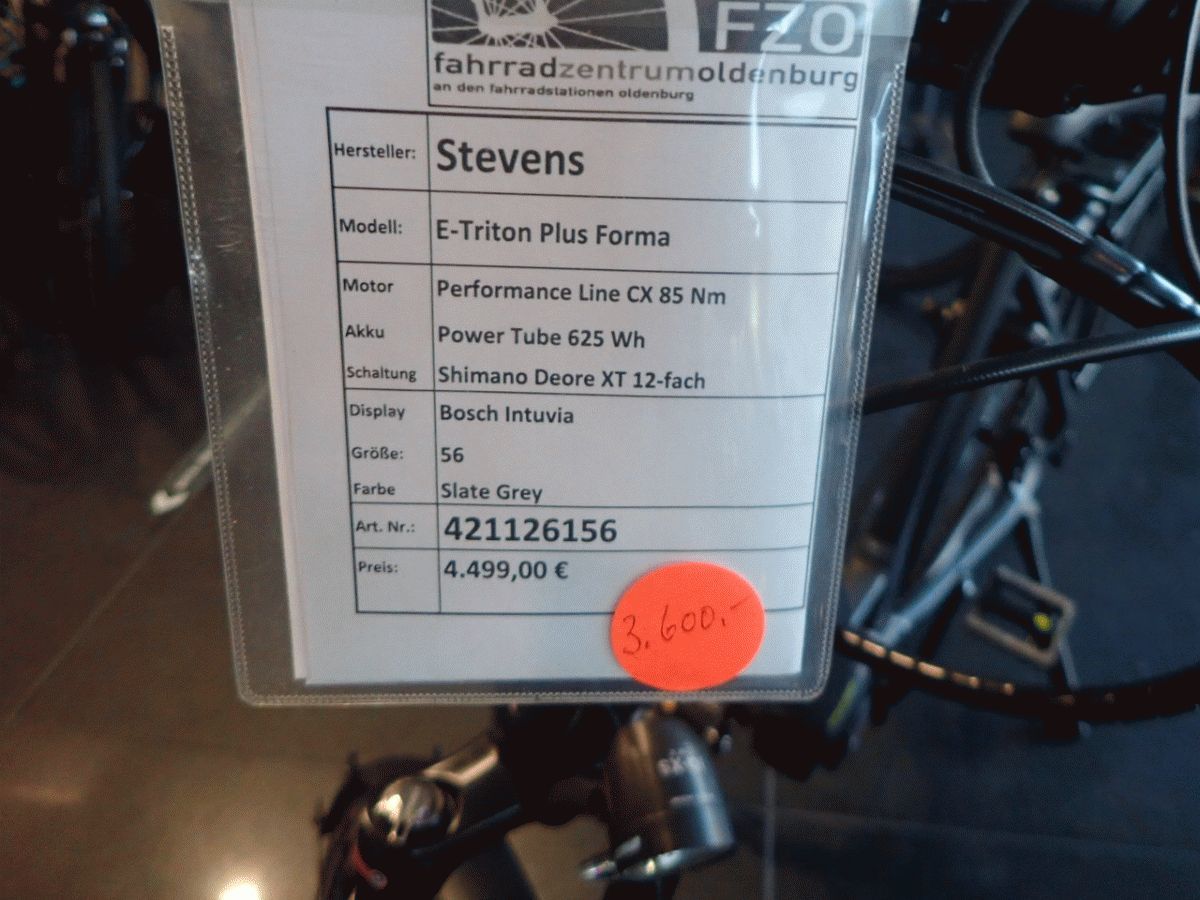 FZO
fahrradzentrumoldenburg
an den fahrradstationen oldenburg
Hersteller: Stevens
Modell: E-Triton Plus Forma
Motor Performance Line CX 85 Nm
Akku Power Tube 625 Wh
Schaltung Shimano Deore XT 12-fach
Display Bosch Intuvia
Größe: 56
Farbe Slate Grey
Art. Nr.: 421126156
Preis: 4.499,00 €
3.600.-